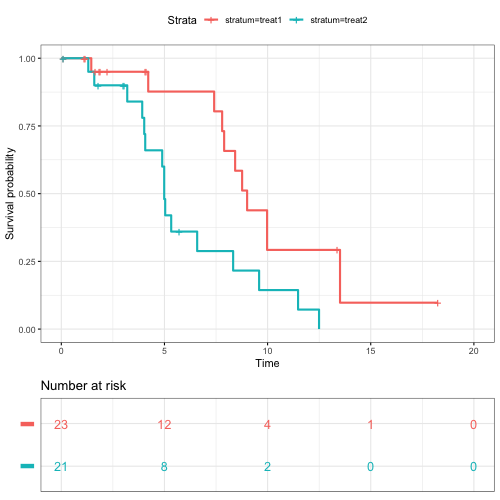 Strata stratum=treat1 stratum=treat2
Survival probability
1.00
0.75
0.50
0.25
0.00
0 5 10 15 20
Time
Number at risk
23 12 4 1 0
21 8 2 0 0